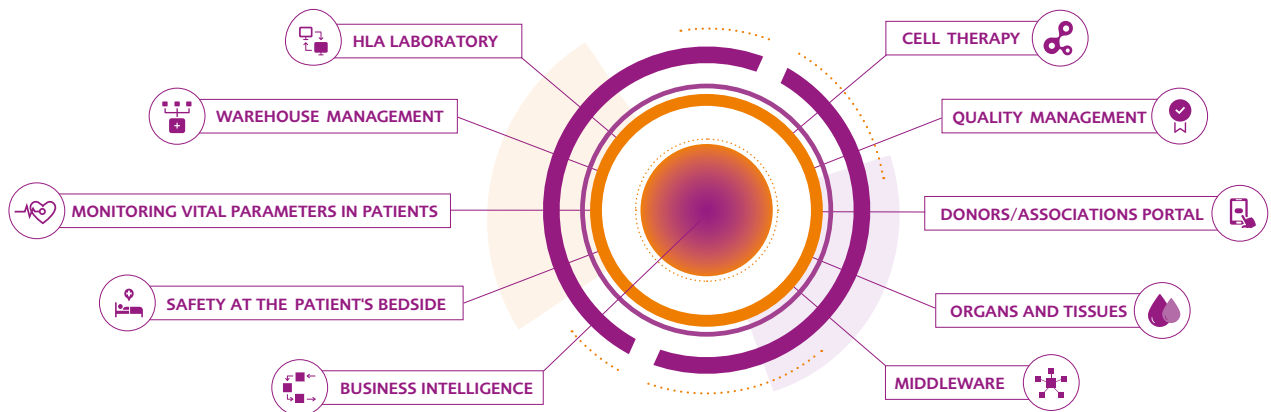 HLA LABORATORY
WAREHOUSE MANAGEMENT
MONITORING VITAL PARAMETERS IN PATIENTS
SAFETY AT THE PATIENT'S BEDSIDE
BUSINESS INTELLIGENCE
CELL THERAPY
QUALITY MANAGEMENT
DONORS/ASSOCIATIONS PORTAL
ORGANS AND TISSUES
MIDDLEWARE